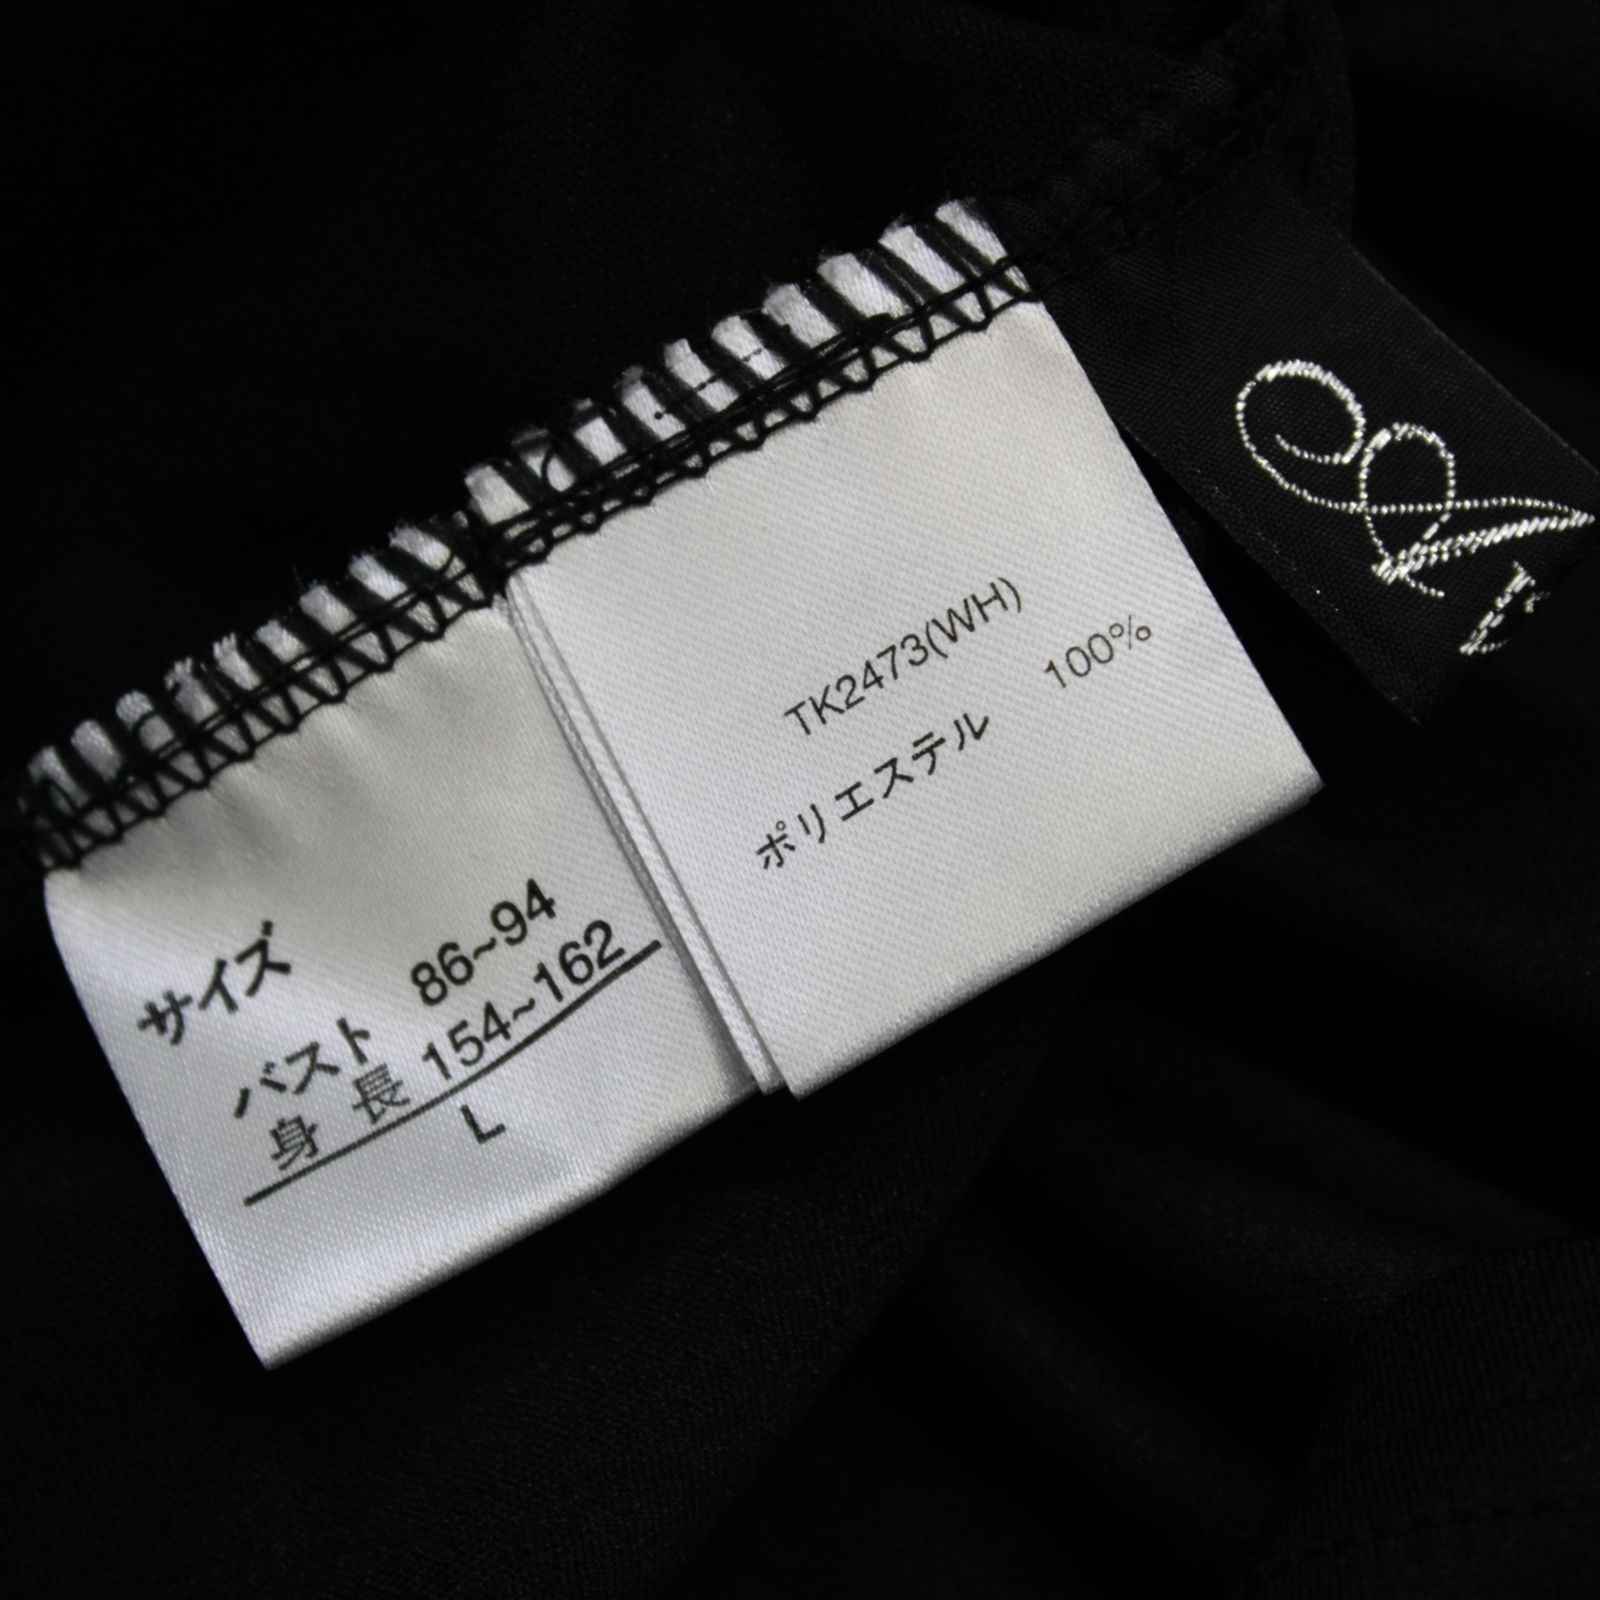 サイズ
バスト 86~94
身長 154~162
L
TK2473(WH)
ポリエステル 100%